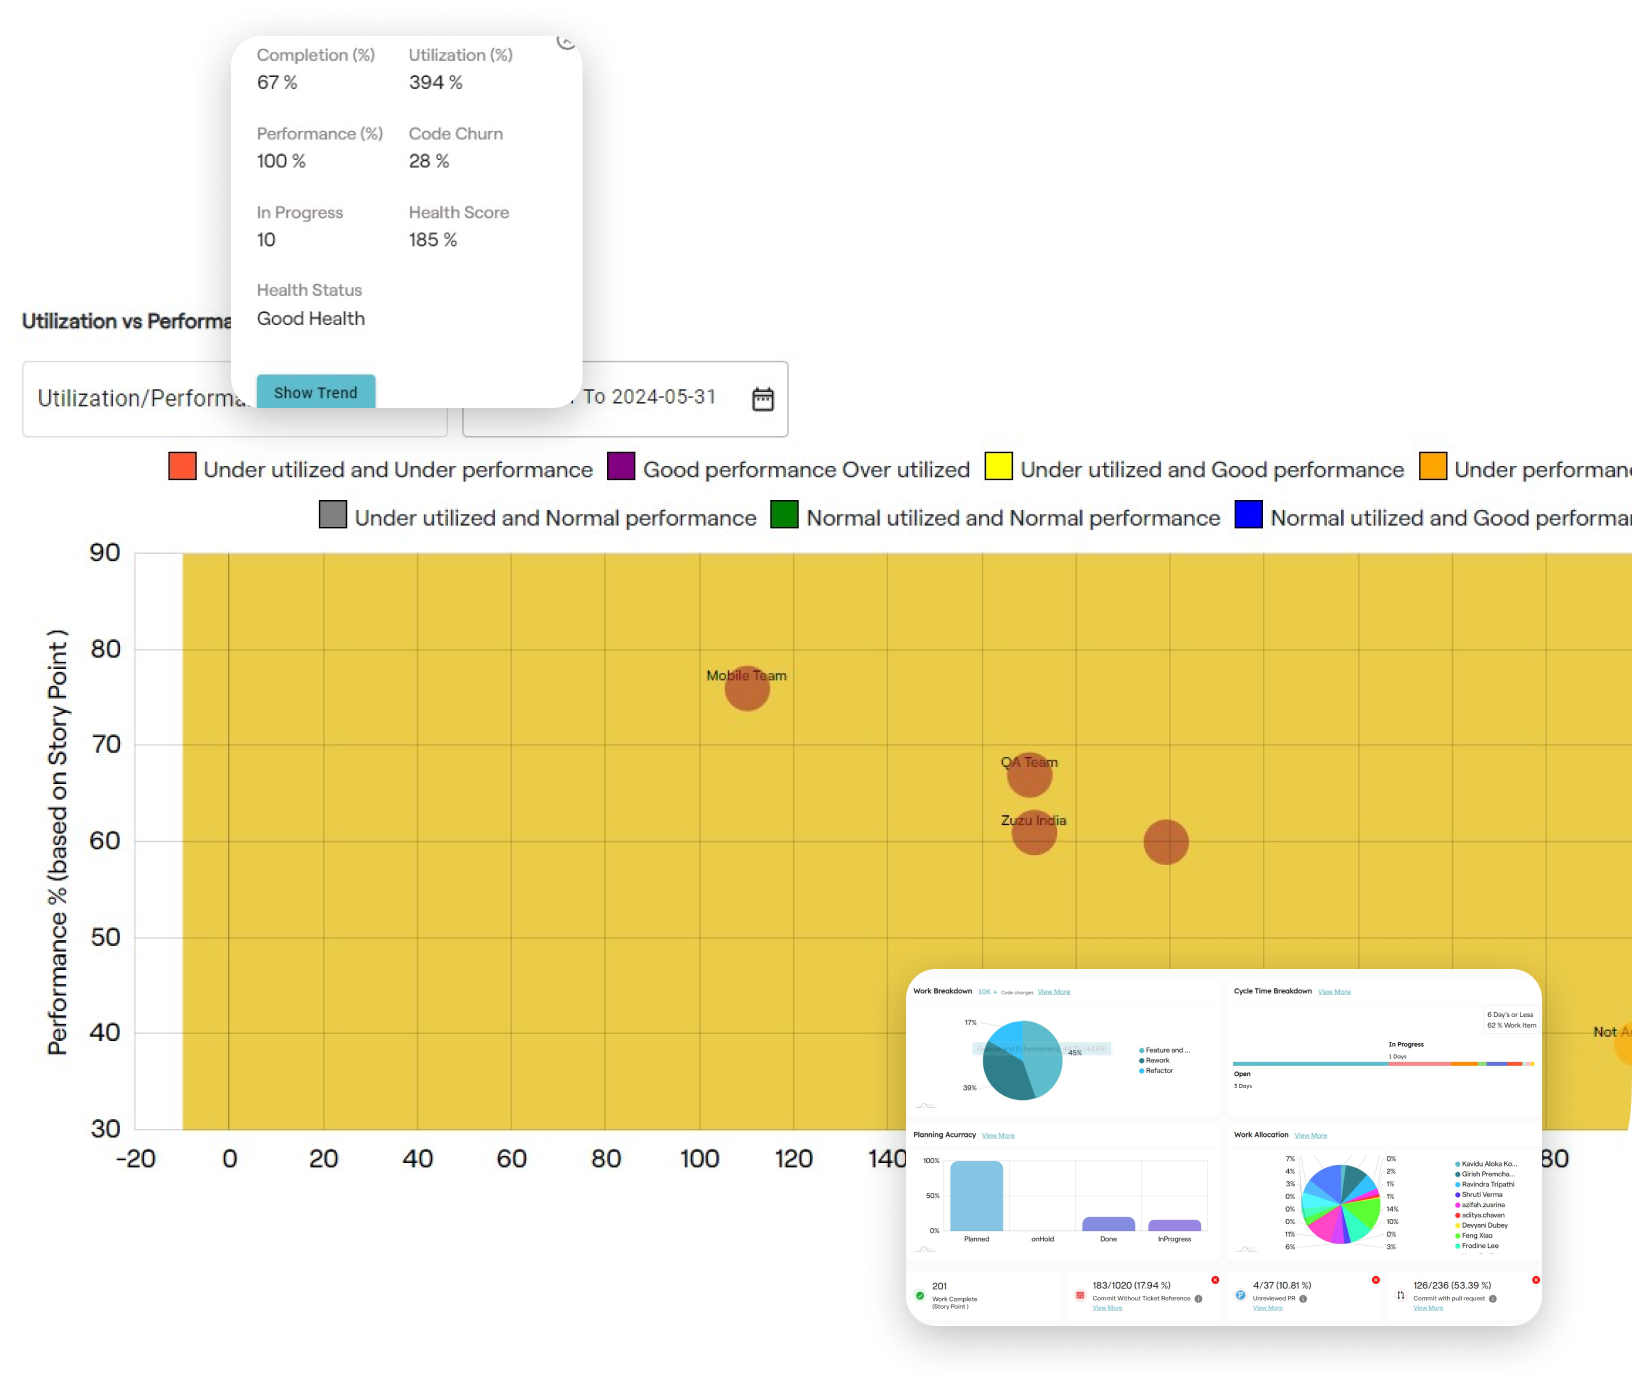 Completion (%) Utilization (%)
67 % 394 %
Performance (%) Code Churn
100 % 28 %
In Progress Health Score
10 185 %
Health Status
Good Health
Show Trend
Utilization vs Performa
Utilization/Performa
To 2024-05-31
Under utilized and Under performance Good performance Over utilized Under utilized and Good performance Under performan
Under utilized and Normal performance Normal utilized and Normal performance Normal utilized and Good performa
Performance % (based on Story Point )
90
80
70
60
50
40
30
Mobile Team
QA Team
Zuzu India
Not A
-20 0 20 40 60 80 100 120 140 80
Work Breakdown 10K + Code changes View More
17%
45%
39%
Feature and ...
Rework
Refactor
Cycle Time Breakdown View More
6 Day's or Less
62 % Work Item
In Progress
1 Days
Open
3 Days
Planning Acurracy View More
100%
50%
0%
Planned onHold Done InProgress
Work Allocation View More
7% 0%
4% 2%
3% 1%
0% 1%
0% 14%
0% 10%
11% 0%
6% 3%
Kavidu Aloka Ko...
Girish Premcha...
Ravindra Tripathi
Shruti Verma
azifah.zusrina
aditya.chavan
Devyani Dubey
Feng Xiao
Frodine Lee
201
Work Complete
(Story Point )
183/1020 (17.94 %)
Commit Without Ticket Reference
View More
4/37 (10.81 %)
Unreviewed PR
View More
126/236 (53.39 %)
Commit with pull request
View More